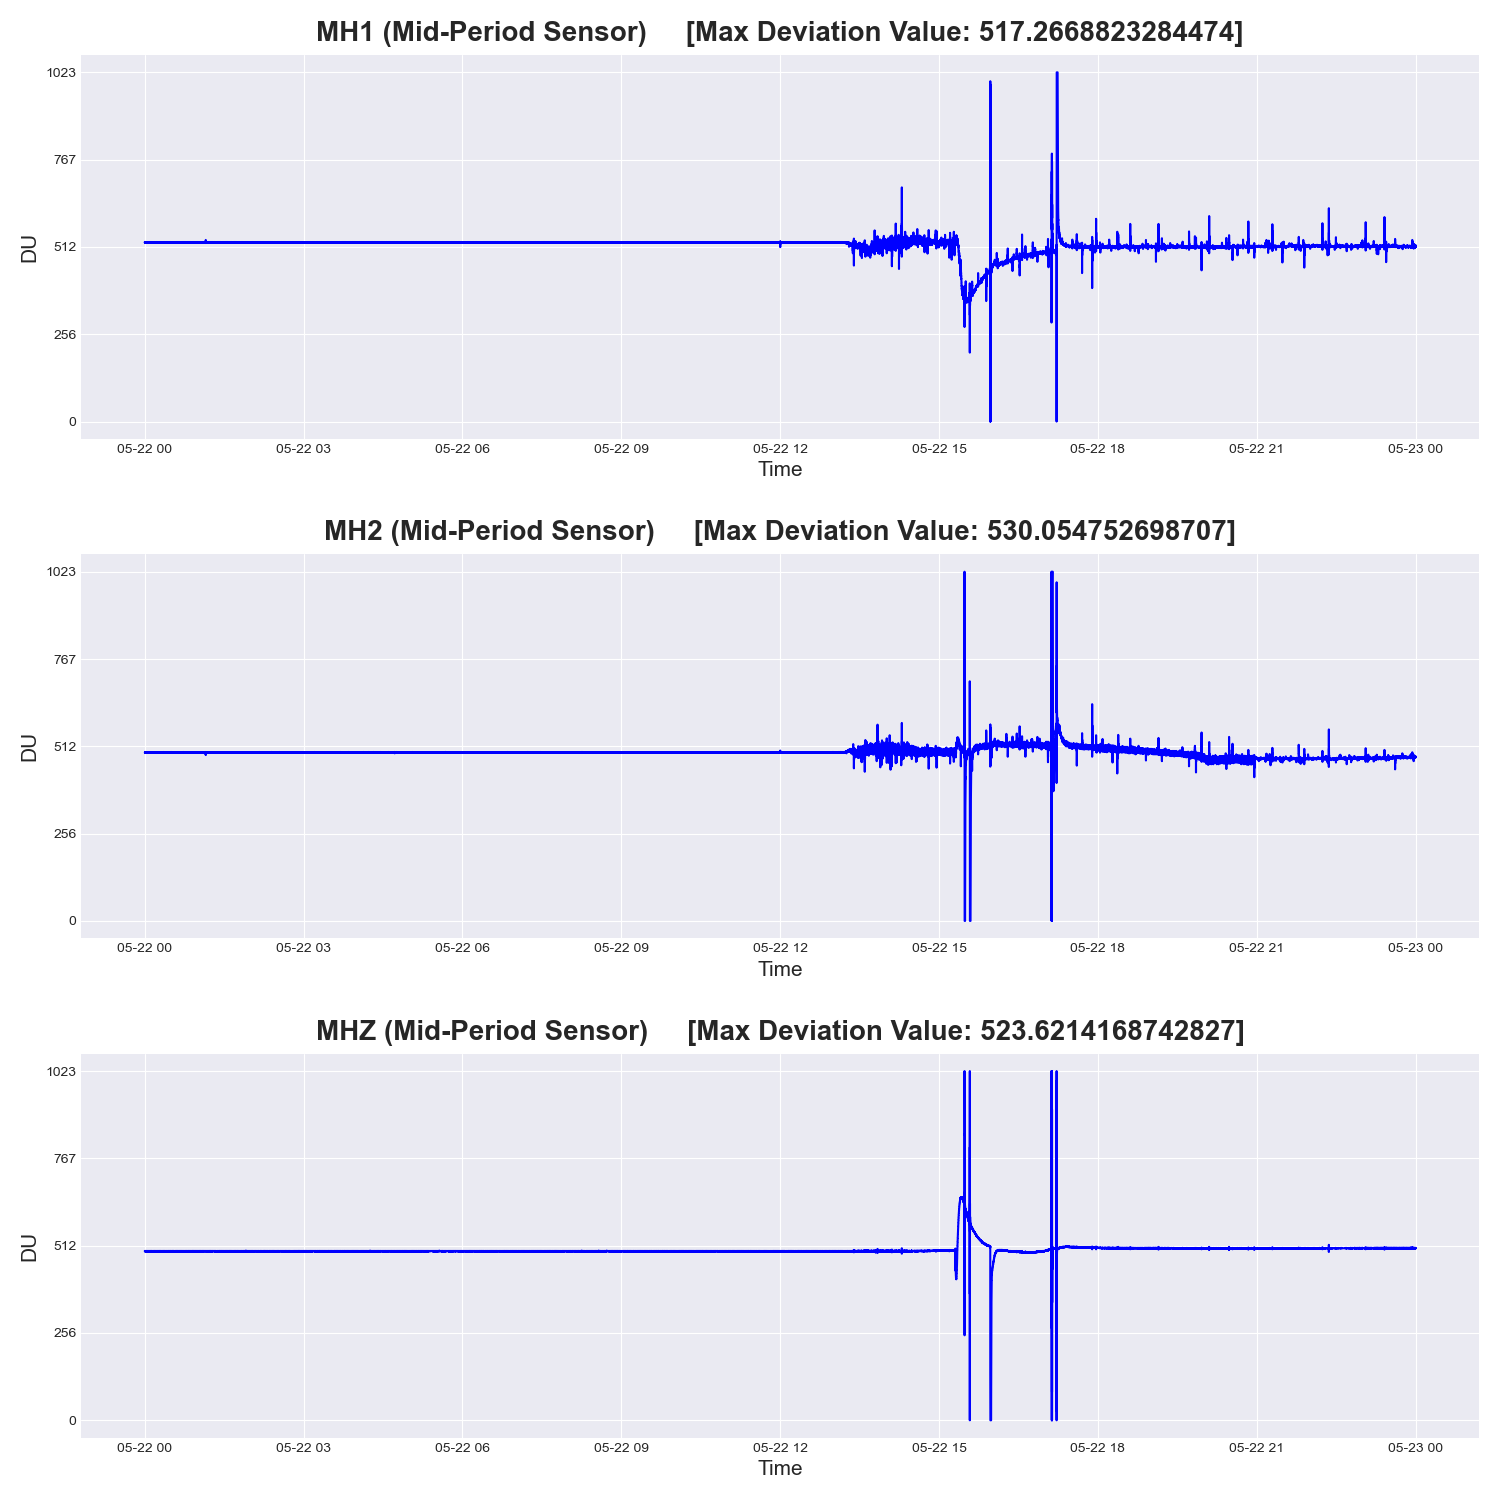 MH1 (Mid-Period Sensor) [Max Deviation Value: 517.2668823284474]
1023
767
512
256
0
DU
05-22 00 05-22 03 05-22 06 05-22 09 05-22 12 05-22 15 05-22 18 05-22 21 05-23 00
Time
MH2 (Mid-Period Sensor) [Max Deviation Value: 530.054752698707]
1023
767
512
256
0
DU
05-22 00 05-22 03 05-22 06 05-22 09 05-22 12 05-22 15 05-22 18 05-22 21 05-23 00
Time
MHZ (Mid-Period Sensor) [Max Deviation Value: 523.6214168742827]
1023
767
512
256
0
DU
05-22 00 05-22 03 05-22 06 05-22 09 05-22 12 05-22 15 05-22 18 05-22 21 05-23 00
Time